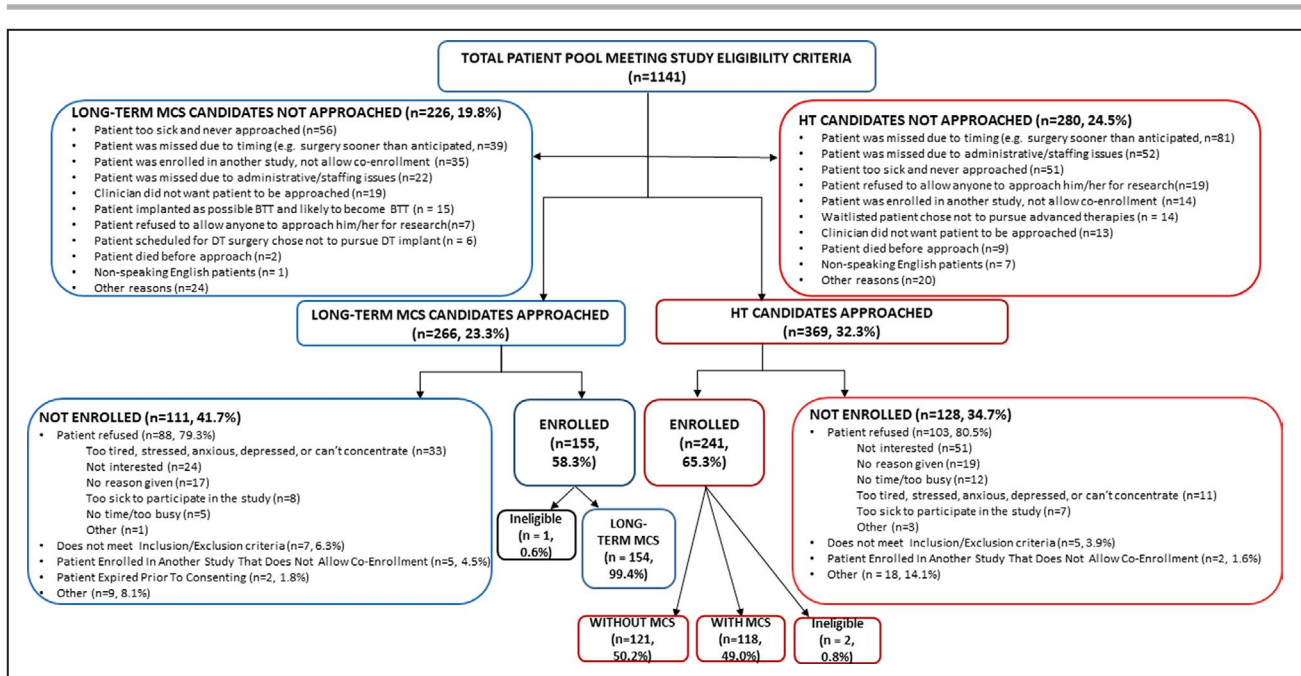 TOTAL PATIENT POOL MEETING STUDY ELIGIBILITY CRITERIA
(n=1141)
LONG-TERM MCS CANDIDATES NOT APPROACHED (n=226, 19.8%)
• Patient too sick and never approached (n=56)
• Patient was missed due to timing (e.g. surgery sooner than anticipated, n=39)
• Patient was enrolled in another study, not allow co-enrollment (n=35)
• Patient was missed due to administrative/staffing issues (n=22)
• Clinician did not want patient to be approached (n=19)
• Patient implanted as possible BTT and likely to become BTT (n = 15)
• Patient refused to allow anyone to approach him/her for research(n=7)
• Patient scheduled for DT surgery chose not to pursue DT implant (n = 6)
• Patient died before approach (n=2)
• Non-speaking English patients (n= 1)
• Other reasons (n=24)
HT CANDIDATES NOT APPROACHED (n=280, 24.5%)
• Patient was missed due to timing (e.g. surgery sooner than anticipated, n=81)
• Patient was missed due to administrative/staffing issues (n=52)
• Patient too sick and never approached (n=51)
• Patient refused to allow anyone to approach him/her for research(n=19)
• Patient was enrolled in another study, not allow co-enrollment (n=14)
• Waitlisted patient chose not to pursue advanced therapies (n = 14)
• Clinician did not want patient to be approached (n=13)
• Patient died before approach (n=9)
• Non-speaking English patients (n= 7)
• Other reasons (n=20)
LONG-TERM MCS CANDIDATES APPROACHED
(n=266, 23.3%)
HT CANDIDATES APPROACHED
(n=369, 32.3%)
NOT ENROLLED (n=111, 41.7%)
• Patient refused (n=88, 79.3%)
Too tired, stressed, anxious, depressed, or can't concentrate (n=33)
Not interested (n=24)
No reason given (n=17)
Too sick to participate in the study (n=8)
No time/too busy (n=5)
Other (n=1)
• Does not meet Inclusion/Exclusion criteria (n=7, 6.3%)
• Patient Enrolled In Another Study That Does Not Allow Co-Enrollment (n=5, 4.5%)
• Patient Expired Prior To Consenting (n=2, 1.8%)
• Other (n=9, 8.1%)
ENROLLED
(n=155,
58.3%)
ENROLLED
(n=241,
65.3%)
NOT ENROLLED (n=128, 34.7%)
• Patient refused (n=103, 80.5%)
Not interested (n=51)
No reason given (n=19)
No time/too busy (n=12)
Too tired, stressed, anxious, depressed, or can't concentrate (n=11)
Too sick to participate in the study (n=7)
Other (n=3)
• Does not meet Inclusion/Exclusion criteria (n=5, 3.9%)
• Patient Enrolled In Another Study That Does Not Allow Co-Enrollment (n=2, 1.6%)
• Other (n = 18, 14.1%)
Ineligible
(n = 1,
0.6%)
LONG-
TERM MCS
(n = 154,
99.4%)
WITHOUT MCS
(n=121,
50.2%)
WITH MCS
(n=118,
49.0%)
Ineligible
(n = 2,
0.8%)